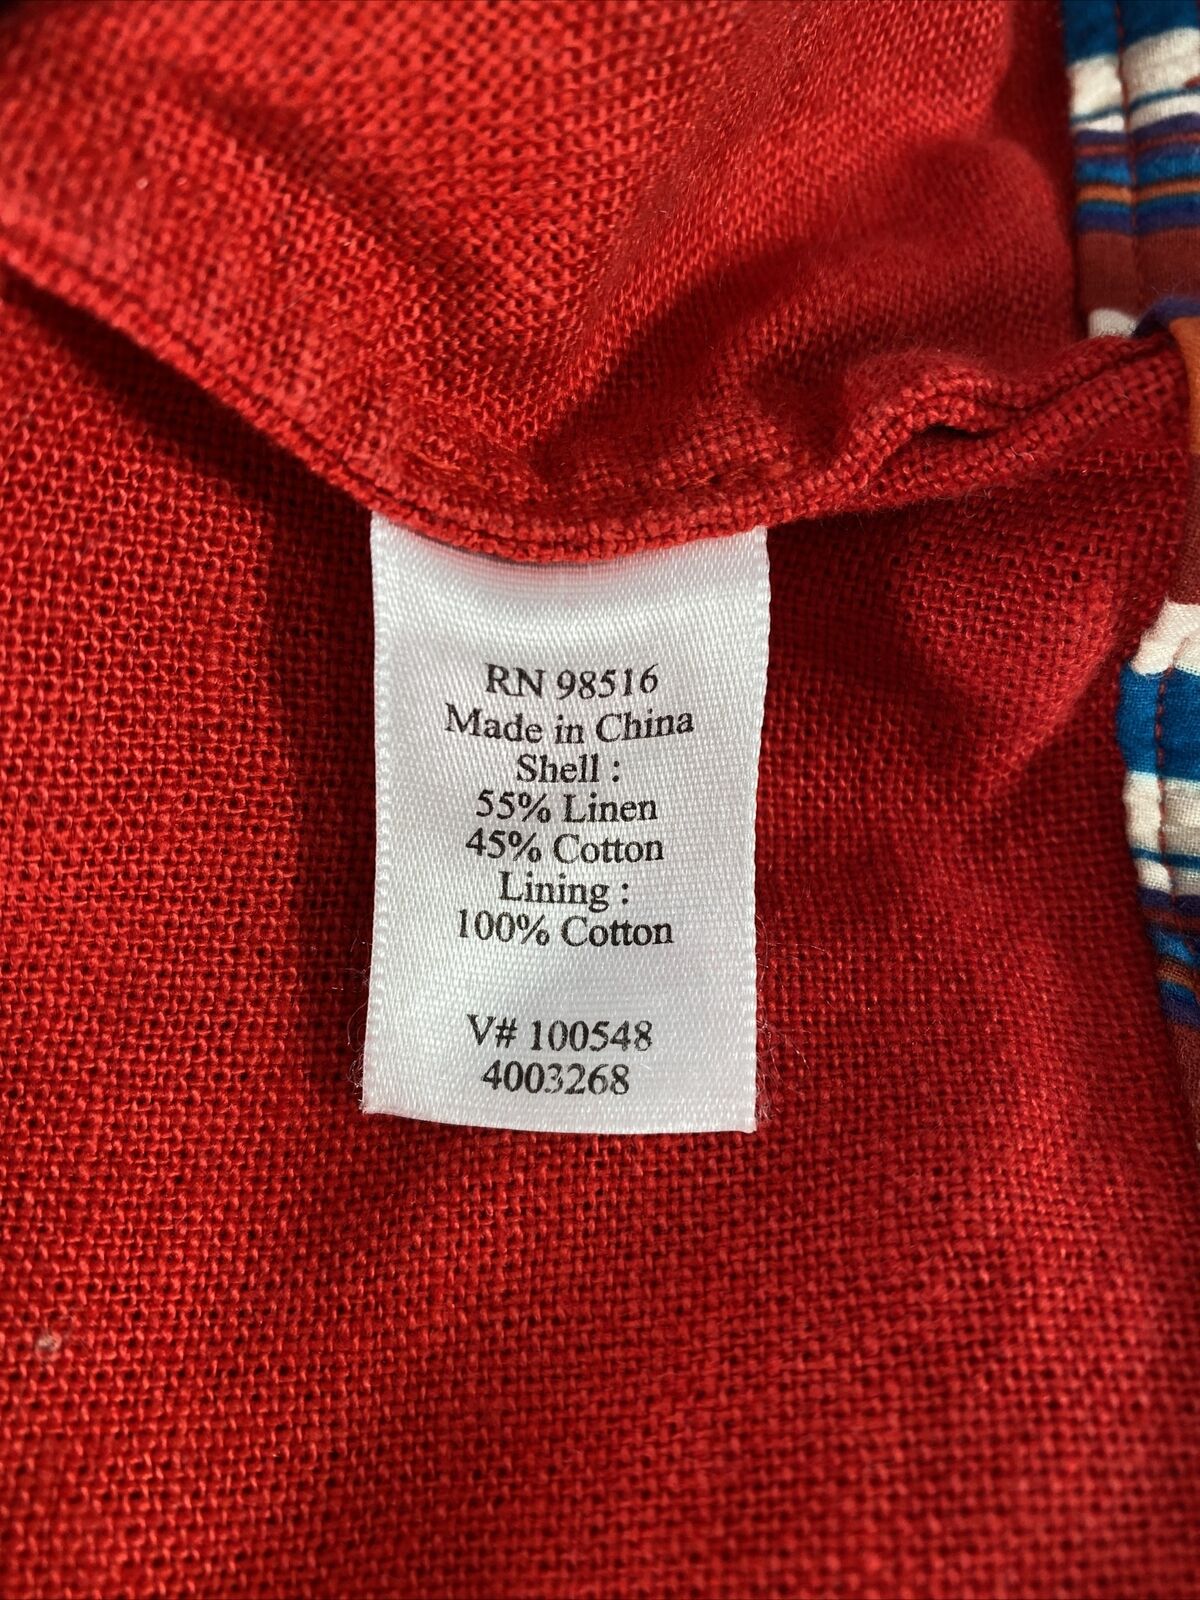 RN 98516
Made in China
Shell :
55% Linen
45% Cotton
Lining :
100% Cotton
V# 100548
4003268